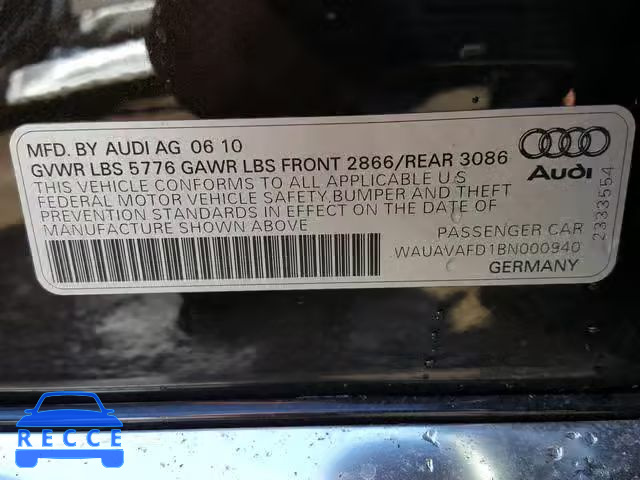 MFD. BY AUDI AG 06 10
GVWR LBS 5776 GAWR LBS FRONT 2866/REAR 3086
THIS VEHICLE CONFORMS TO ALL APPLICABLE U S
FEDERAL MOTOR VEHICLE SAFETY,BUMPER AND THEFT
PREVENTION STANDARDS IN EFFECT ON THE DATE OF
MANUFACTURE SHOWN ABOVE
PASSENGER CAR
WAUAVAFD1BN000940
GERMANY
Audi
2333554
RECCE